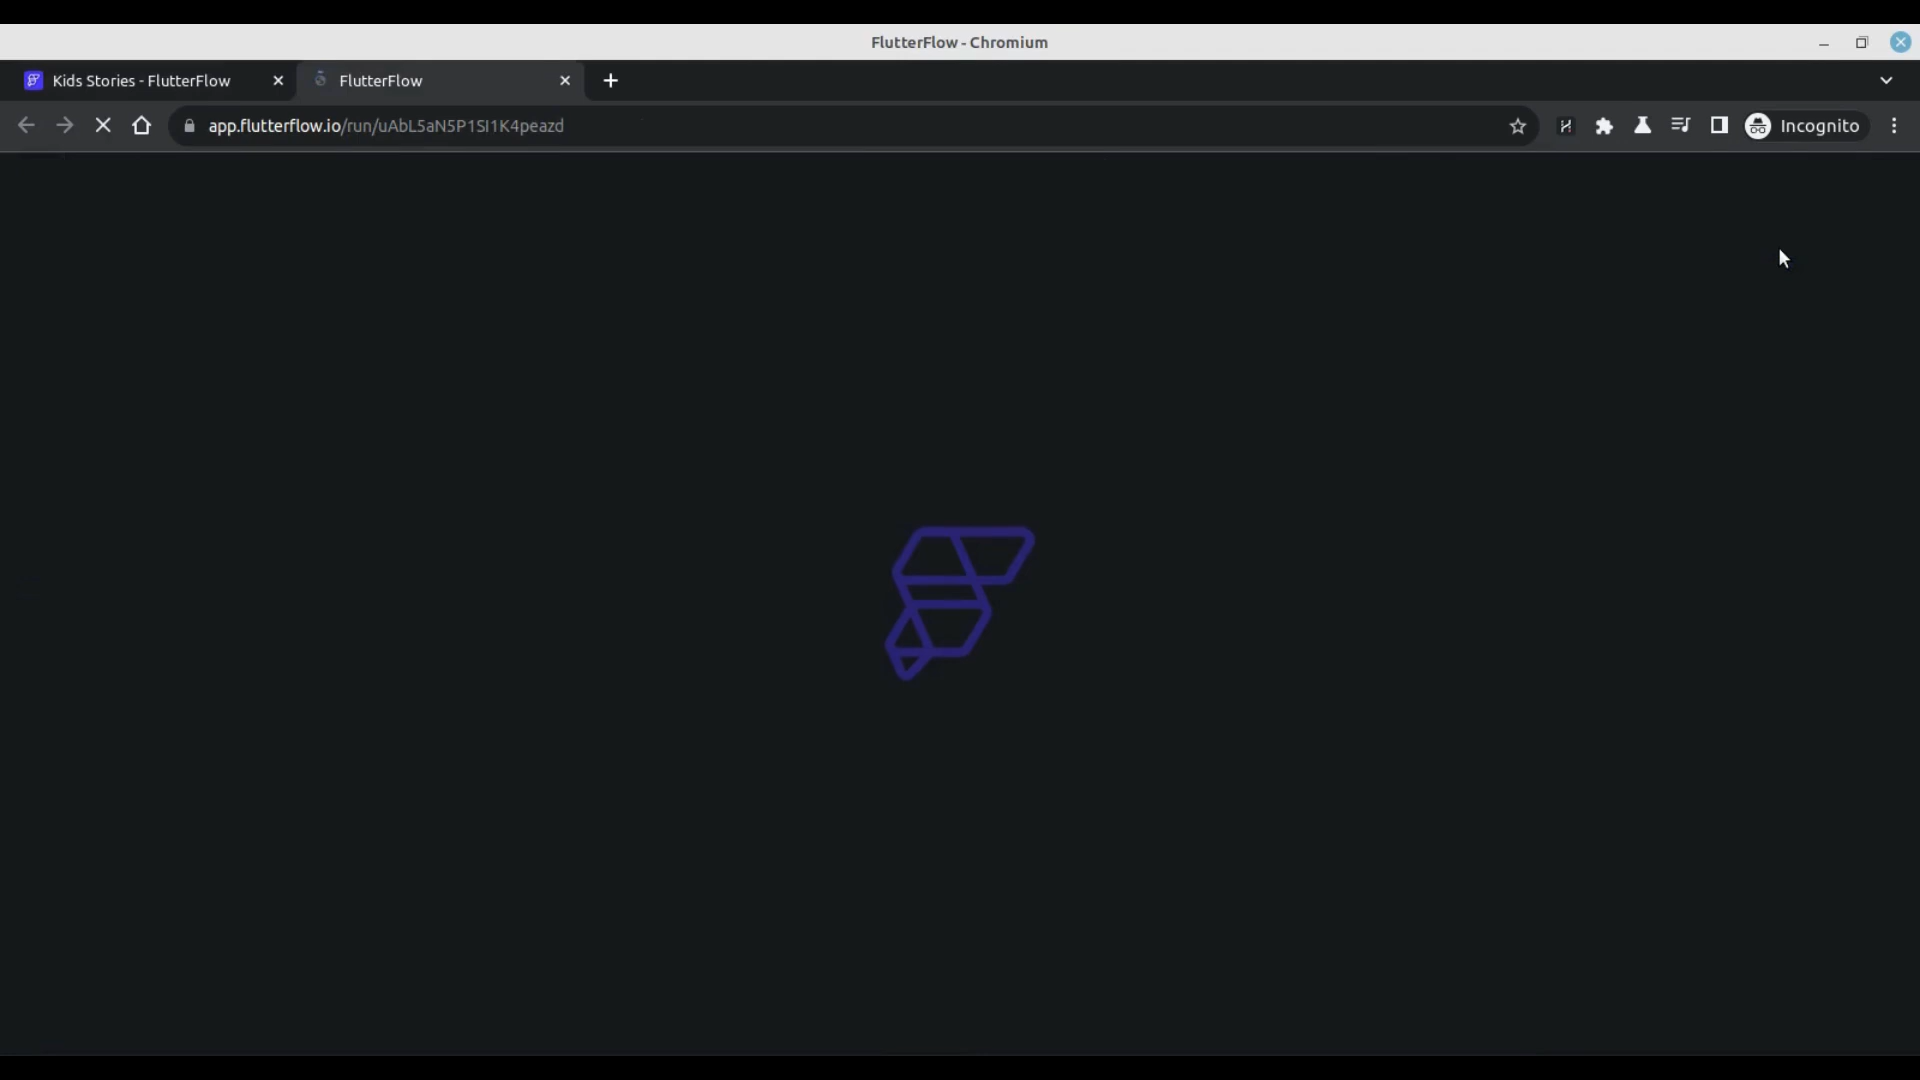 FlutterFlow - Chromium
Kids Stories - FlutterFlow
FlutterFlow
app.flutterflow.io/run/uAbL5aN5P1SI1K4peazd
Incognito